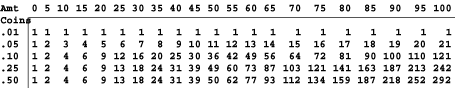 Amt 0 5 10 15 20 25 30 35 40 45 50 55 60 65 70 75 80 85 90 95 100
Coins
.01 1 1 1 1 1 1 1 1 1 1 1 1 1 1 1 1 1 1 1 1 1
.05 1 2 3 4 5 6 7 8 9 10 11 12 13 14 15 16 17 18 19 20 21
.10 1 2 4 6 9 12 16 20 25 30 36 42 49 56 64 72 81 90 100 110 121
.25 1 2 4 6 9 13 18 24 31 39 49 60 73 87 103 121 141 163 187 213 242
.50 1 2 4 6 9 13 18 24 31 39 50 62 77 93 112 134 159 187 218 252 292